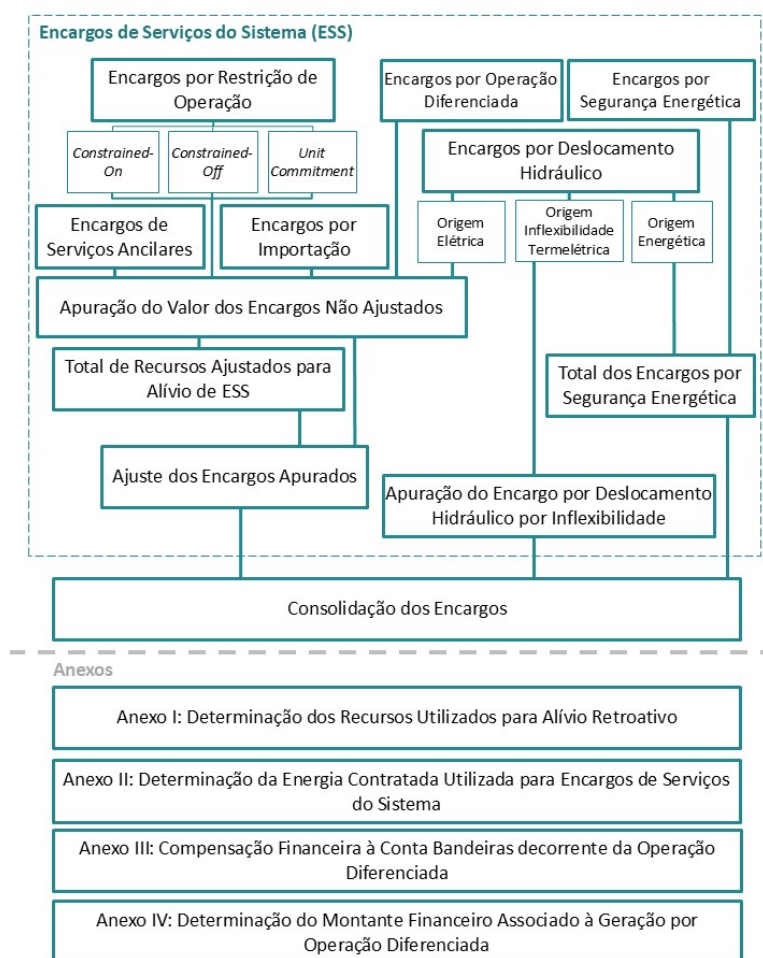 Encargos de Serviços do Sistema (ESS)
Encargos por Restrição de
Operação
Encargos por Operação
Diferenciada
Encargos por
Segurança Energética
Constrained-
On
Constrained-
Off
Unit
Commitment
Encargos por Deslocamento
Hidráulico
Encargos de
Serviços Ancilares
Encargos por
Importação
Origem
Elétrica
Origem
Inflexibilidade
Termelétrica
Origem
Energética
Apuração do Valor dos Encargos Não Ajustados
Total de Recursos Ajustados para
Alívio de ESS
Total dos Encargos por
Segurança Energética
Ajuste dos Encargos Apurados
Apuração do Encargo por Deslocamento
Hidráulico por Inflexibilidade
Consolidação dos Encargos
Anexos
Anexo I: Determinação dos Recursos Utilizados para Alívio Retroativo
Anexo II: Determinação da Energia Contratada Utilizada para Encargos de Serviços
do Sistema
Anexo III: Compensação Financeira à Conta Bandeiras decorrente da Operação
Diferenciada
Anexo IV: Determinação do Montante Financeiro Associado à Geração por
Operação Diferenciada